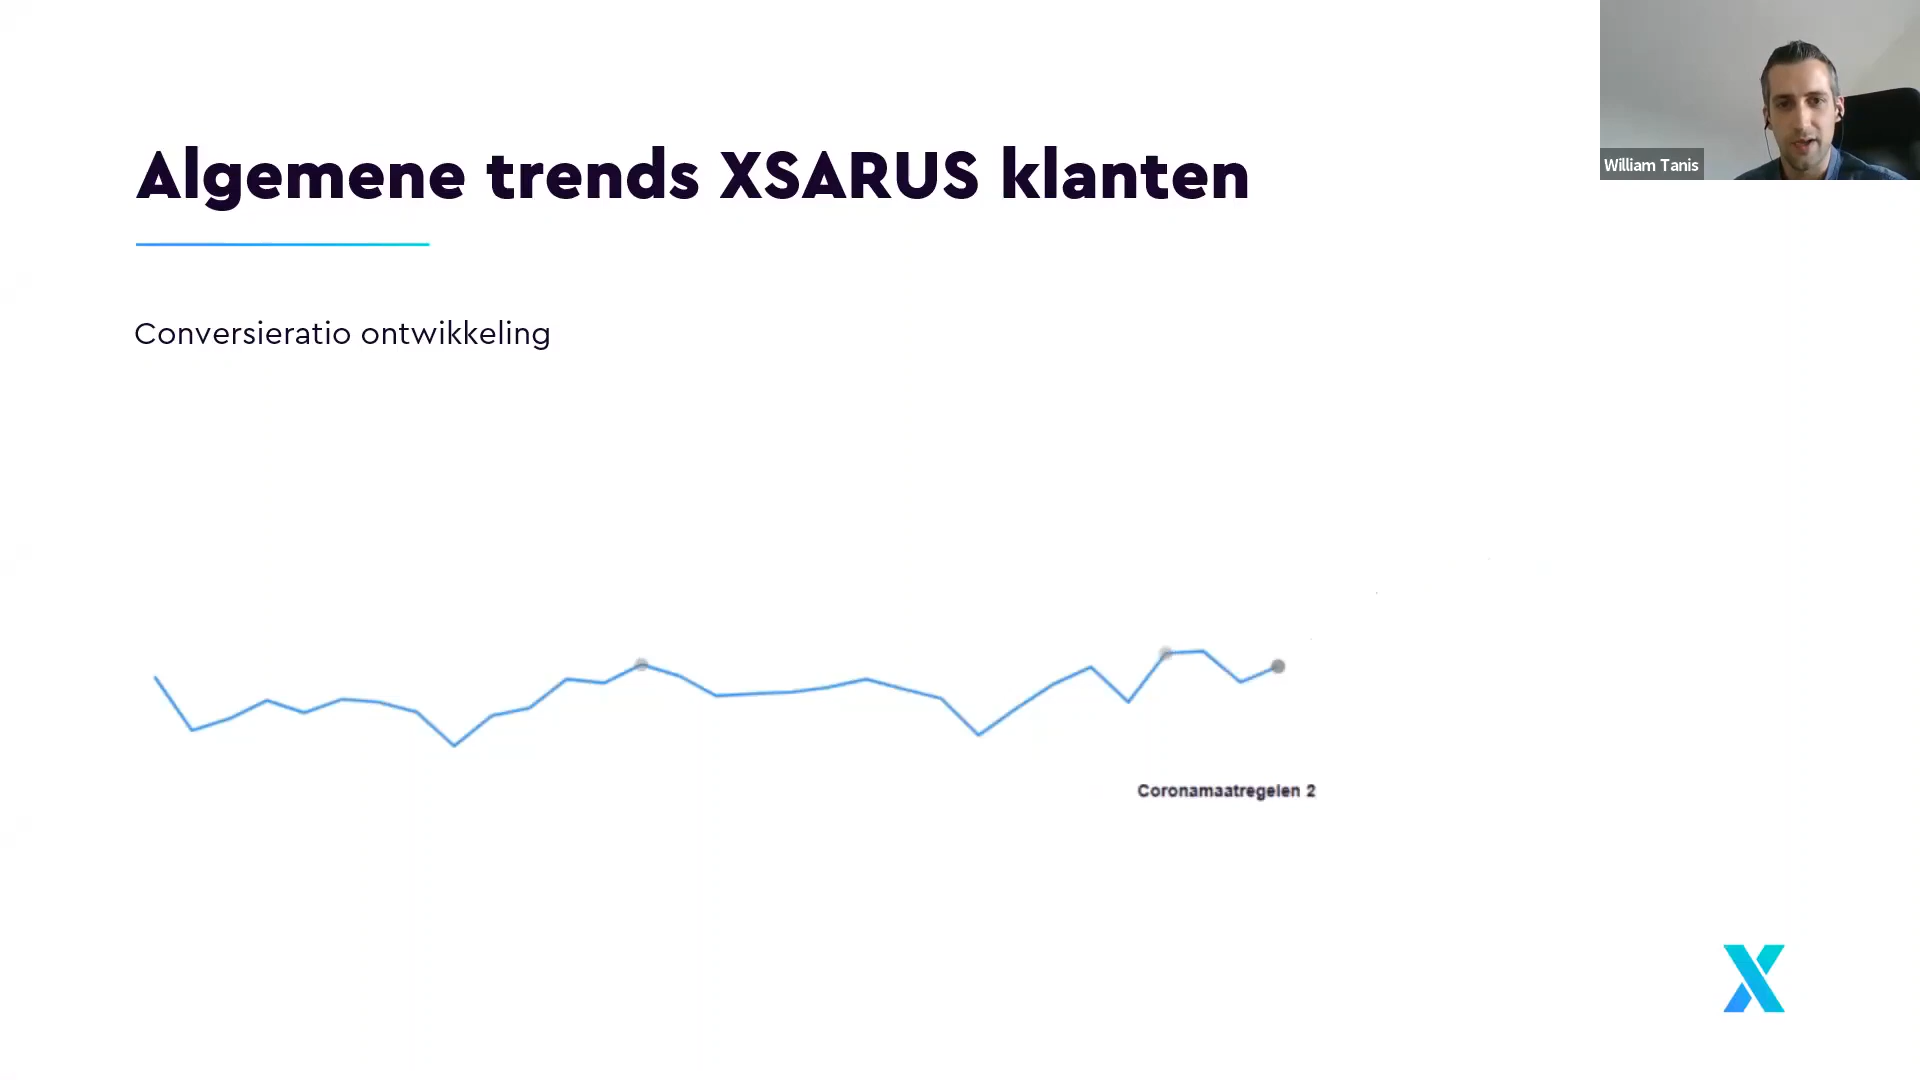 Algemene trends XSARUS klanten
William Tanis
Conversieratio ontwikkeling
Coronamaatregelen 2